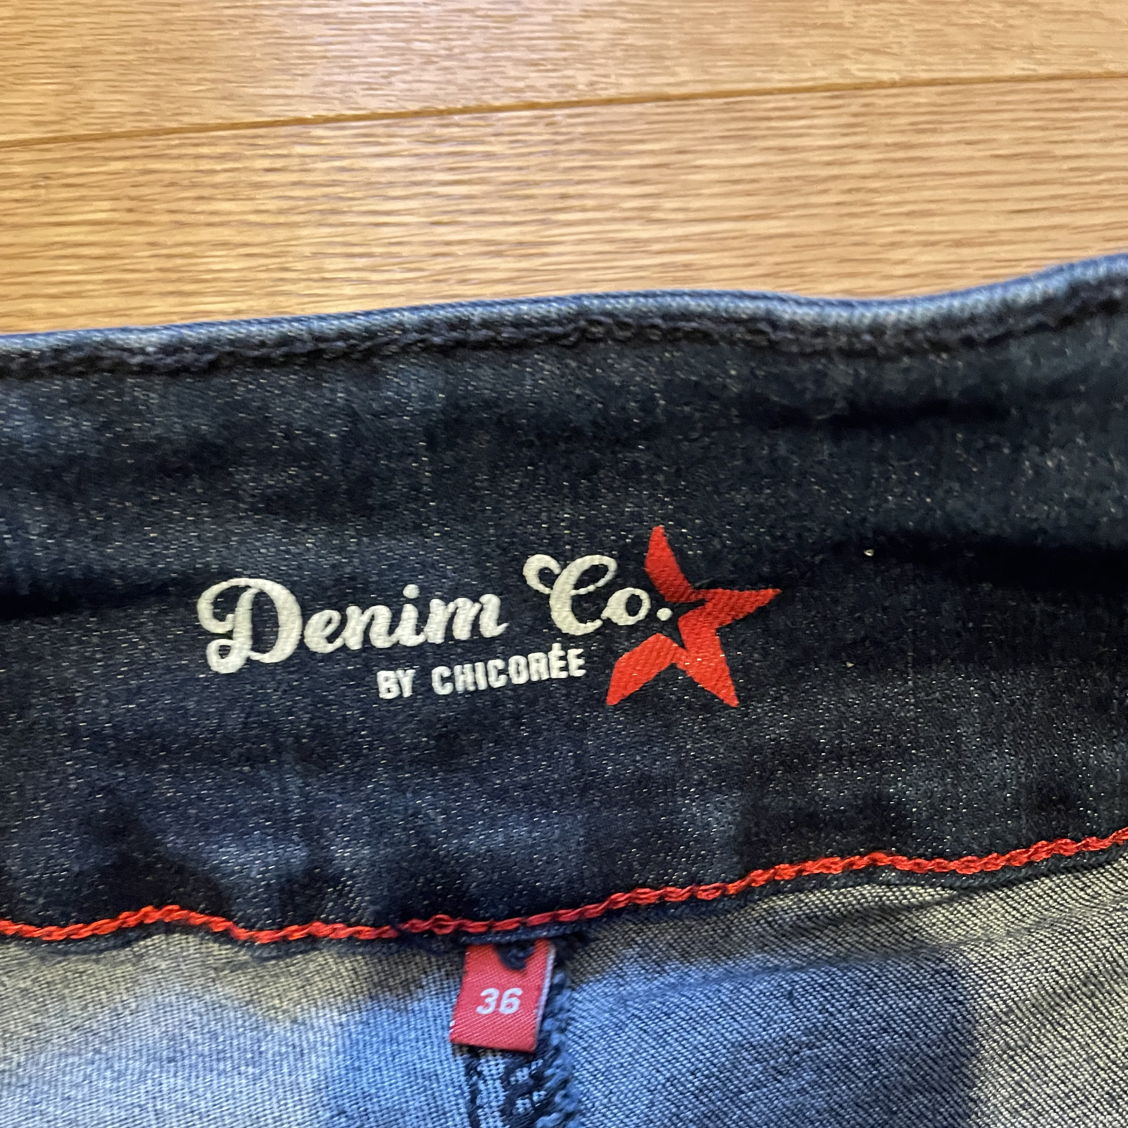 Denim Co.
BY CHICORÉE
36